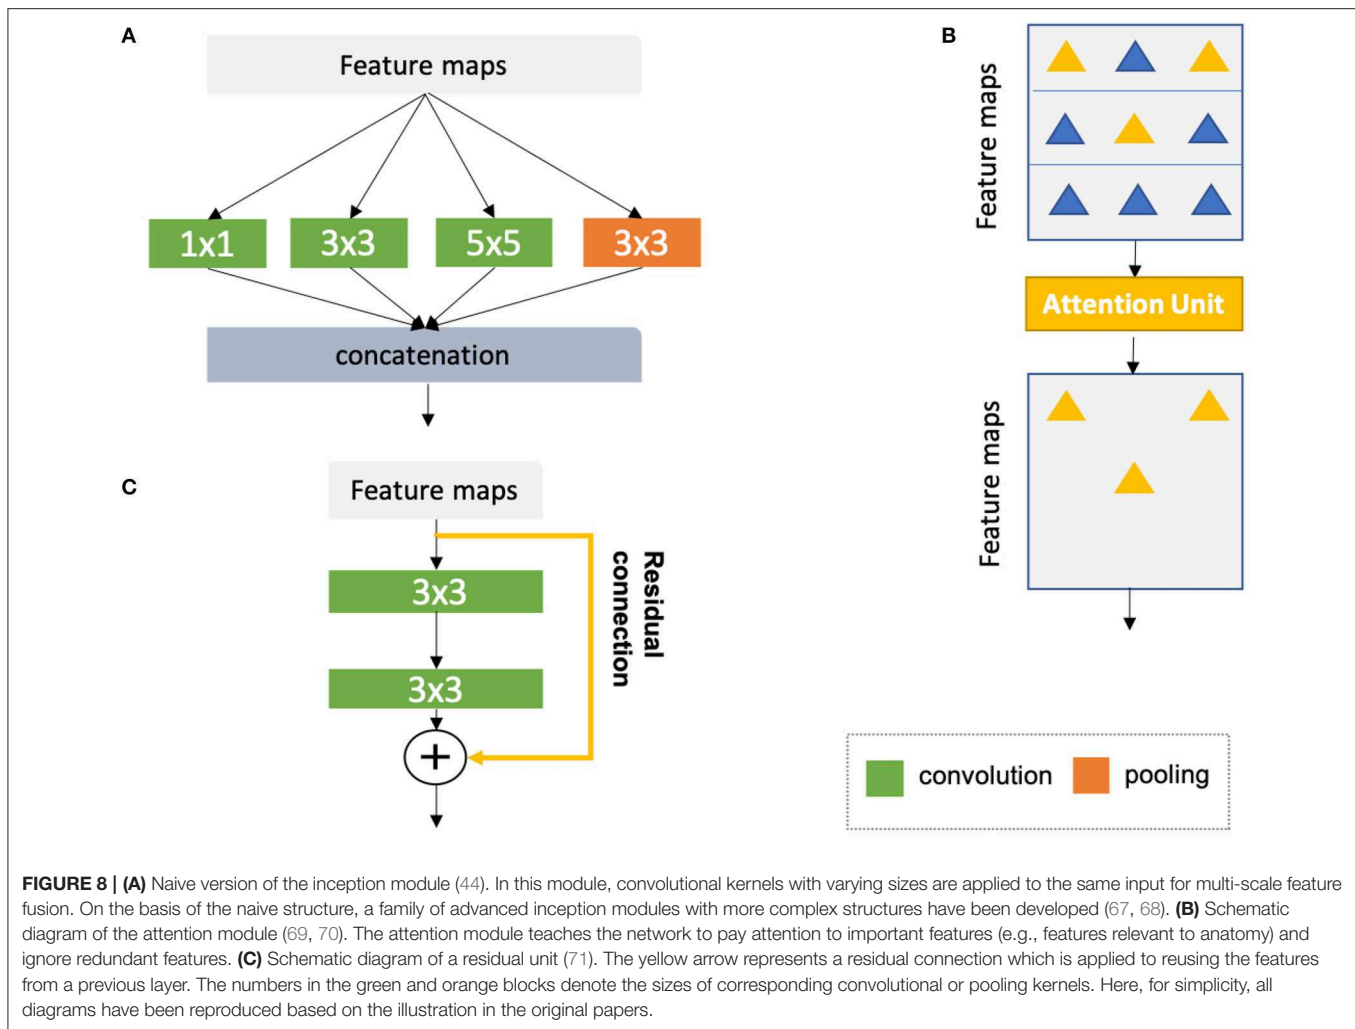 A
Feature maps
1x1
3x3
5x5
3x3
concatenation
B
Feature maps
Attention Unit
Feature maps
C
Feature maps
3x3
3x3
+
Residual
connection
convolution
pooling
FIGURE 8 | (A) Naive version of the inception module (44). In this module, convolutional kernels with varying sizes are applied to the same input for multi-scale feature
fusion. On the basis of the naive structure, a family of advanced inception modules with more complex structures have been developed (67, 68). (B) Schematic
diagram of the attention module (69, 70). The attention module teaches the network to pay attention to important features (e.g., features relevant to anatomy) and
ignore redundant features. (C) Schematic diagram of a residual unit (71). The yellow arrow represents a residual connection which is applied to reusing the features
from a previous layer. The numbers in the green and orange blocks denote the sizes of corresponding convolutional or pooling kernels. Here, for simplicity, all
diagrams have been reproduced based on the illustration in the original papers.